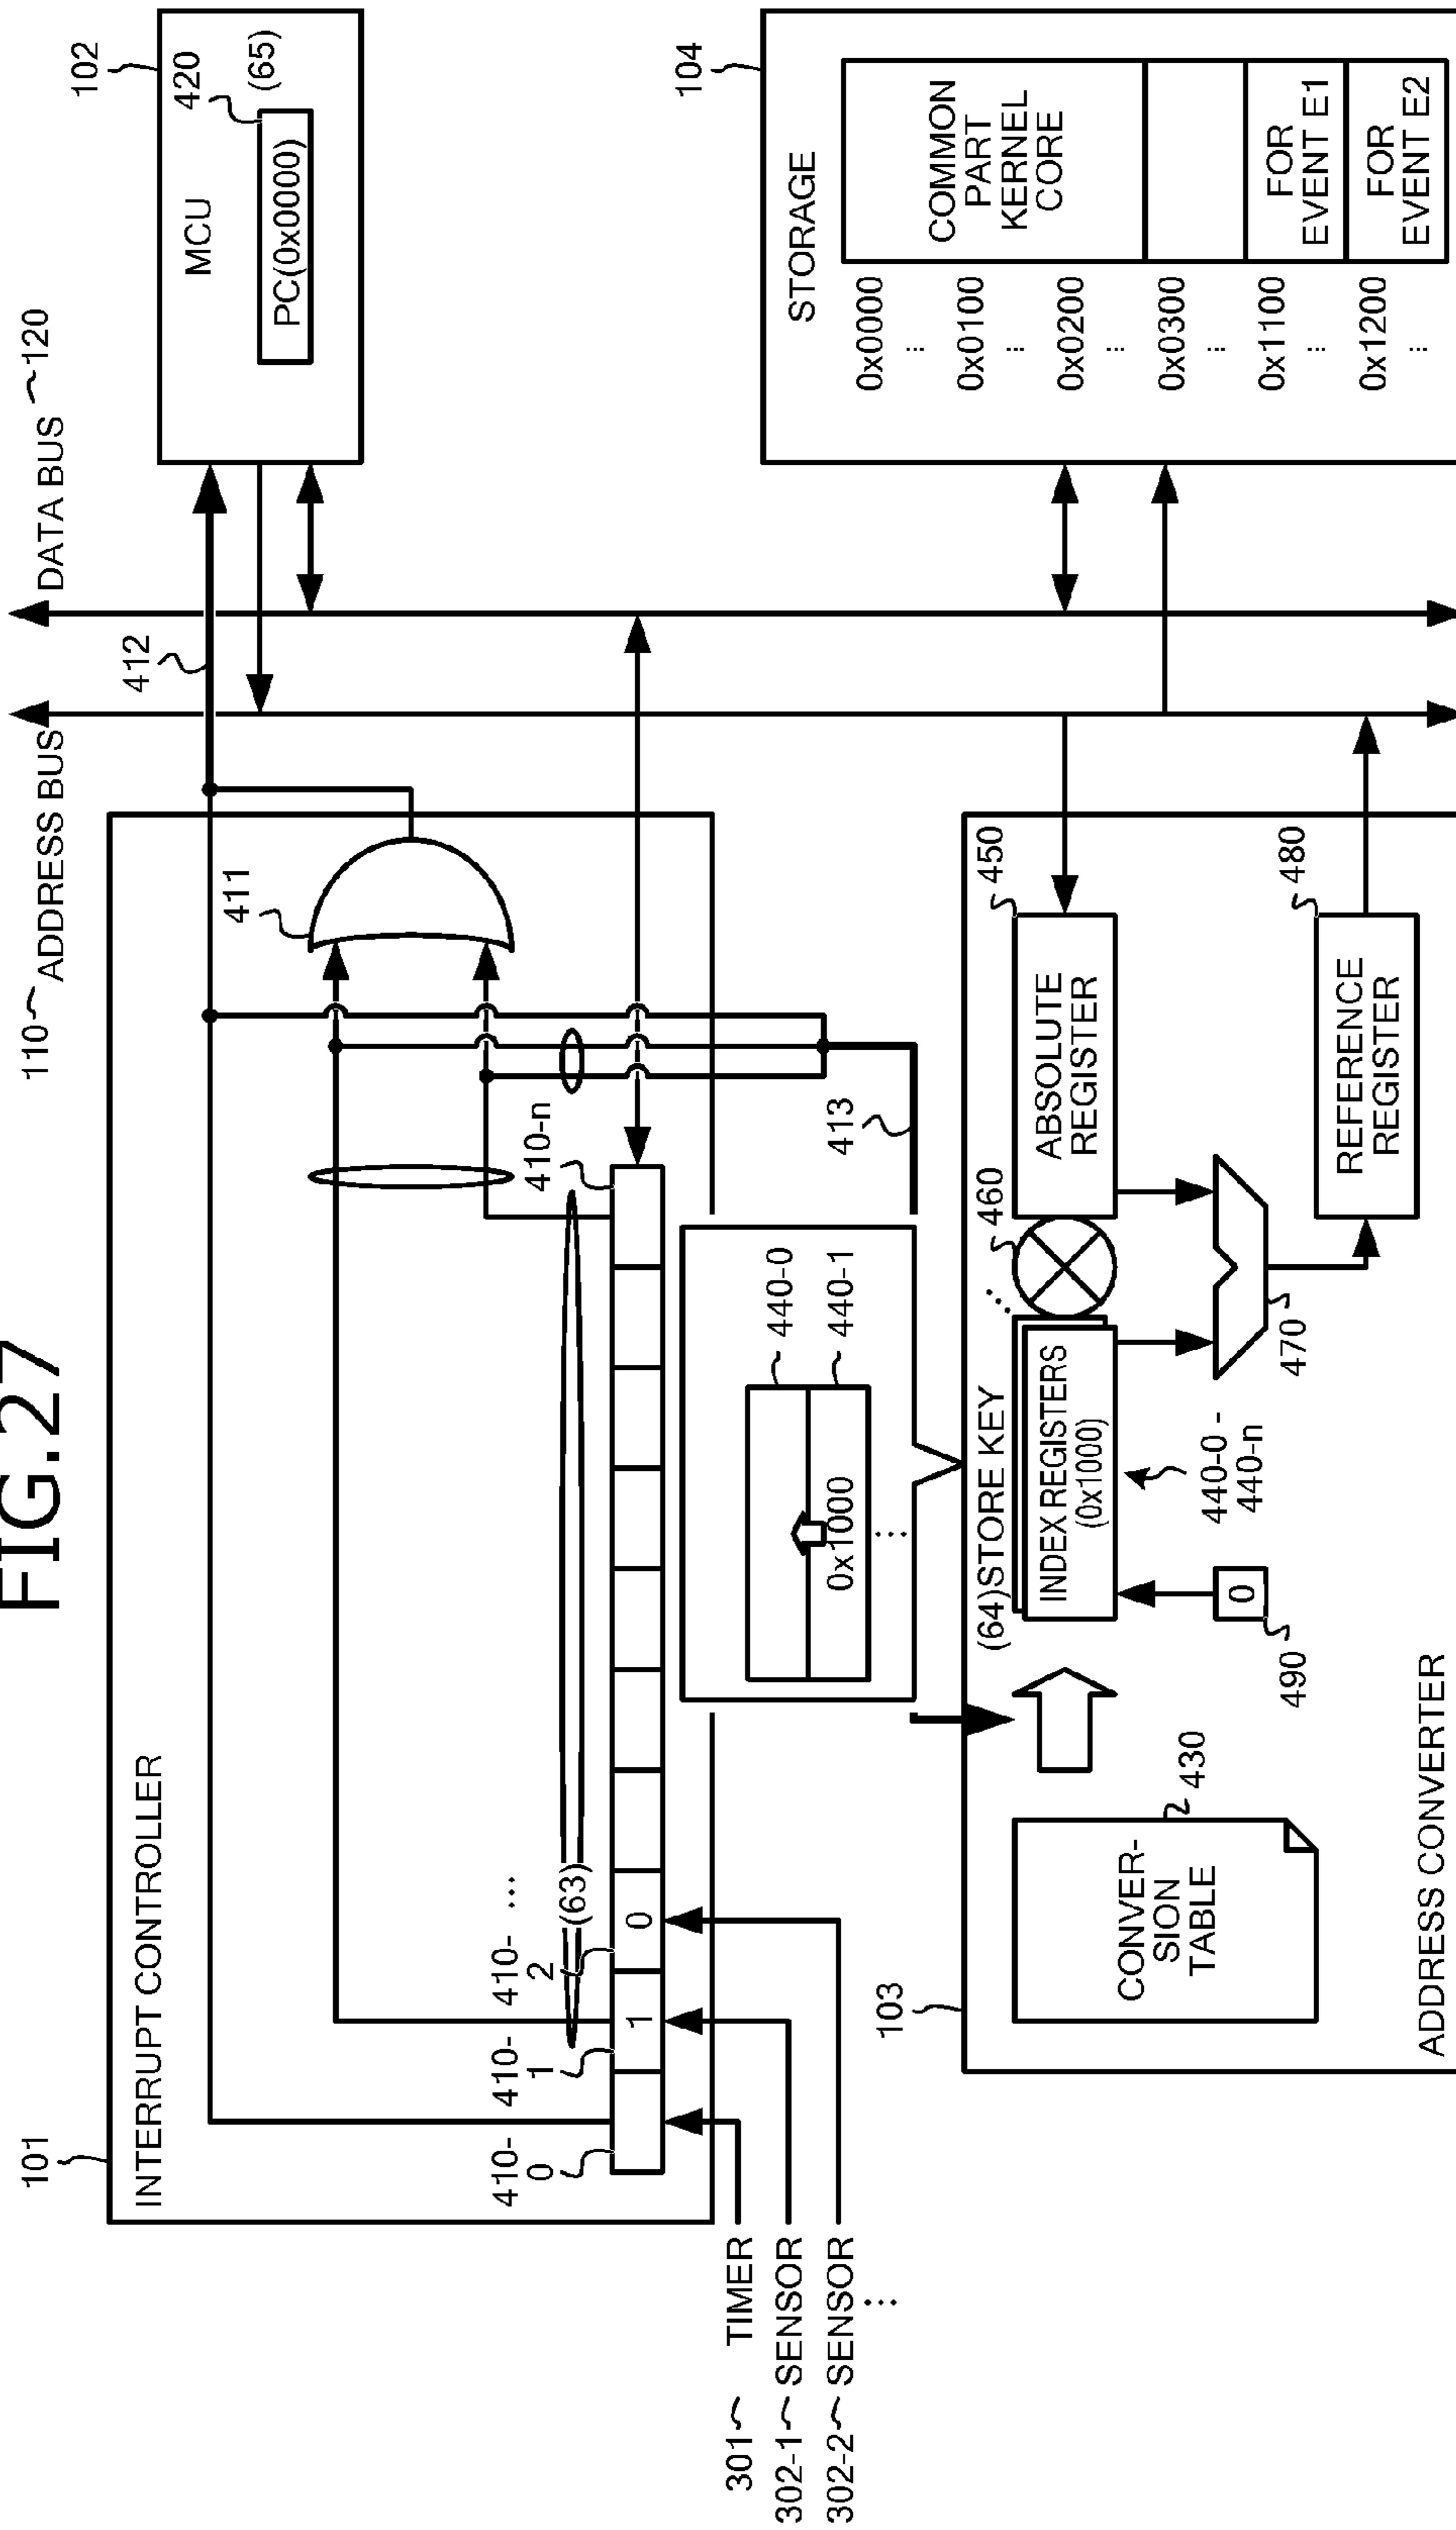 FIG.27
101
INTERRUPT CONTROLLER
110
ADDRESS BUS
DATA BUS
120
412
411
102
MCU
420
PC(0x0000)
(65)
410-0
410-1
410-2
...
(63)
1
0
410-n
301
TIMER
302-1
SENSOR
302-2
SENSOR
⋮
413
440-0
0x1000
440-1
⋮
103
CONVER-
SION
TABLE
430
(64)STORE KEY
INDEX REGISTERS
(0x1000)
...
460
ABSOLUTE
REGISTER
450
0
490
440-0 -
440-n
470
REFERENCE
REGISTER
480
ADDRESS CONVERTER
104
STORAGE
0x0000
...
0x0100
...
0x0200
...
0x0300
...
0x1100
...
0x1200
...
COMMON
PART
KERNEL
CORE
FOR
EVENT E1
FOR
EVENT E2